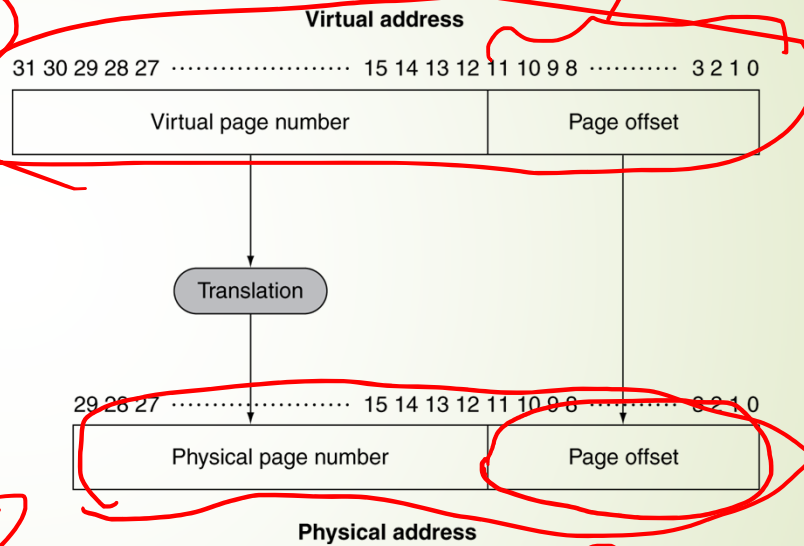 Virtual address
31 30 29 28 27 ······················· 15 14 13 12 11 10 9 8 ··········· 3 2 1 0
Virtual page number Page offset
Translation
29 28 27 ······················· 15 14 13 12 11 10 9 8 ··········· 3 2 1 0
Physical page number Page offset
Physical address